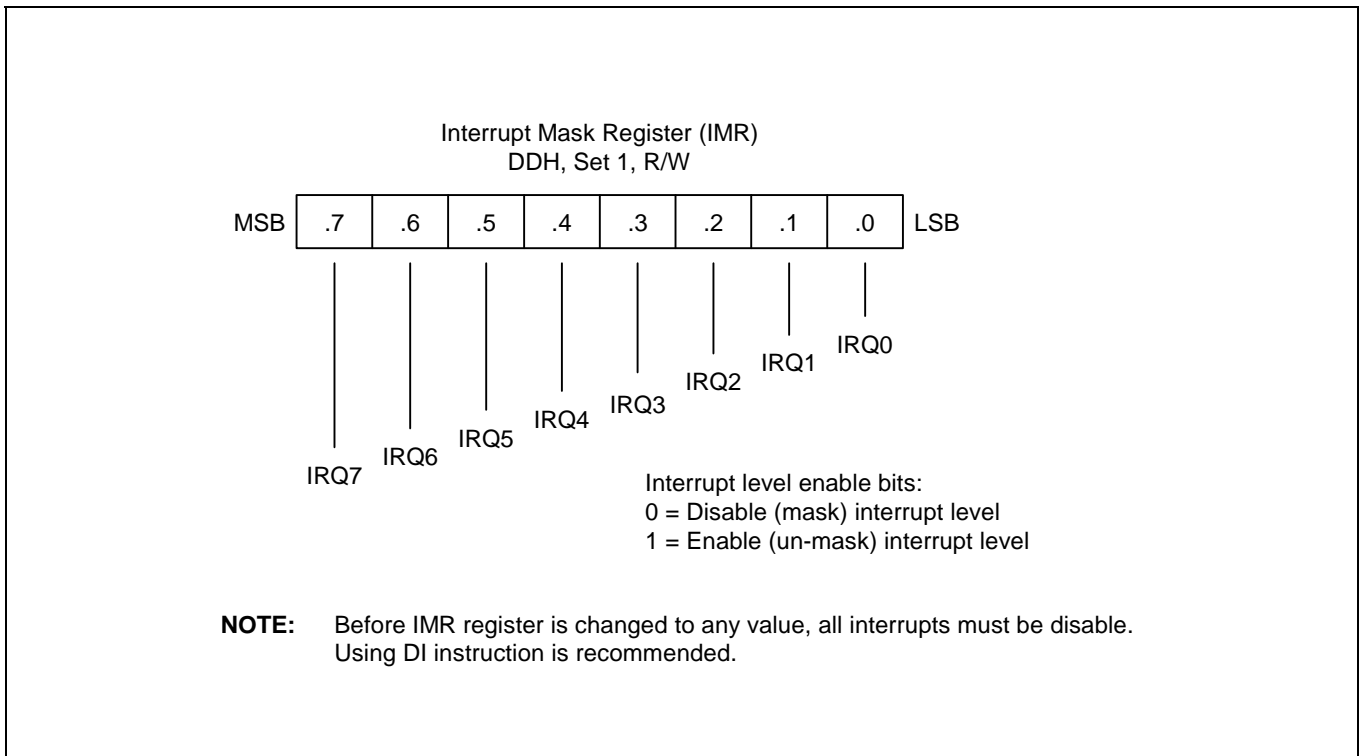 Interrupt Mask Register (IMR)
DDH, Set 1, R/W
MSB .7 .6 .5 .4 .3 .2 .1 .0 LSB
IRQ7 IRQ6 IRQ5 IRQ4 IRQ3 IRQ2 IRQ1 IRQ0
Interrupt level enable bits:
0 = Disable (mask) interrupt level
1 = Enable (un-mask) interrupt level
NOTE: Before IMR register is changed to any value, all interrupts must be disable.
Using DI instruction is recommended.